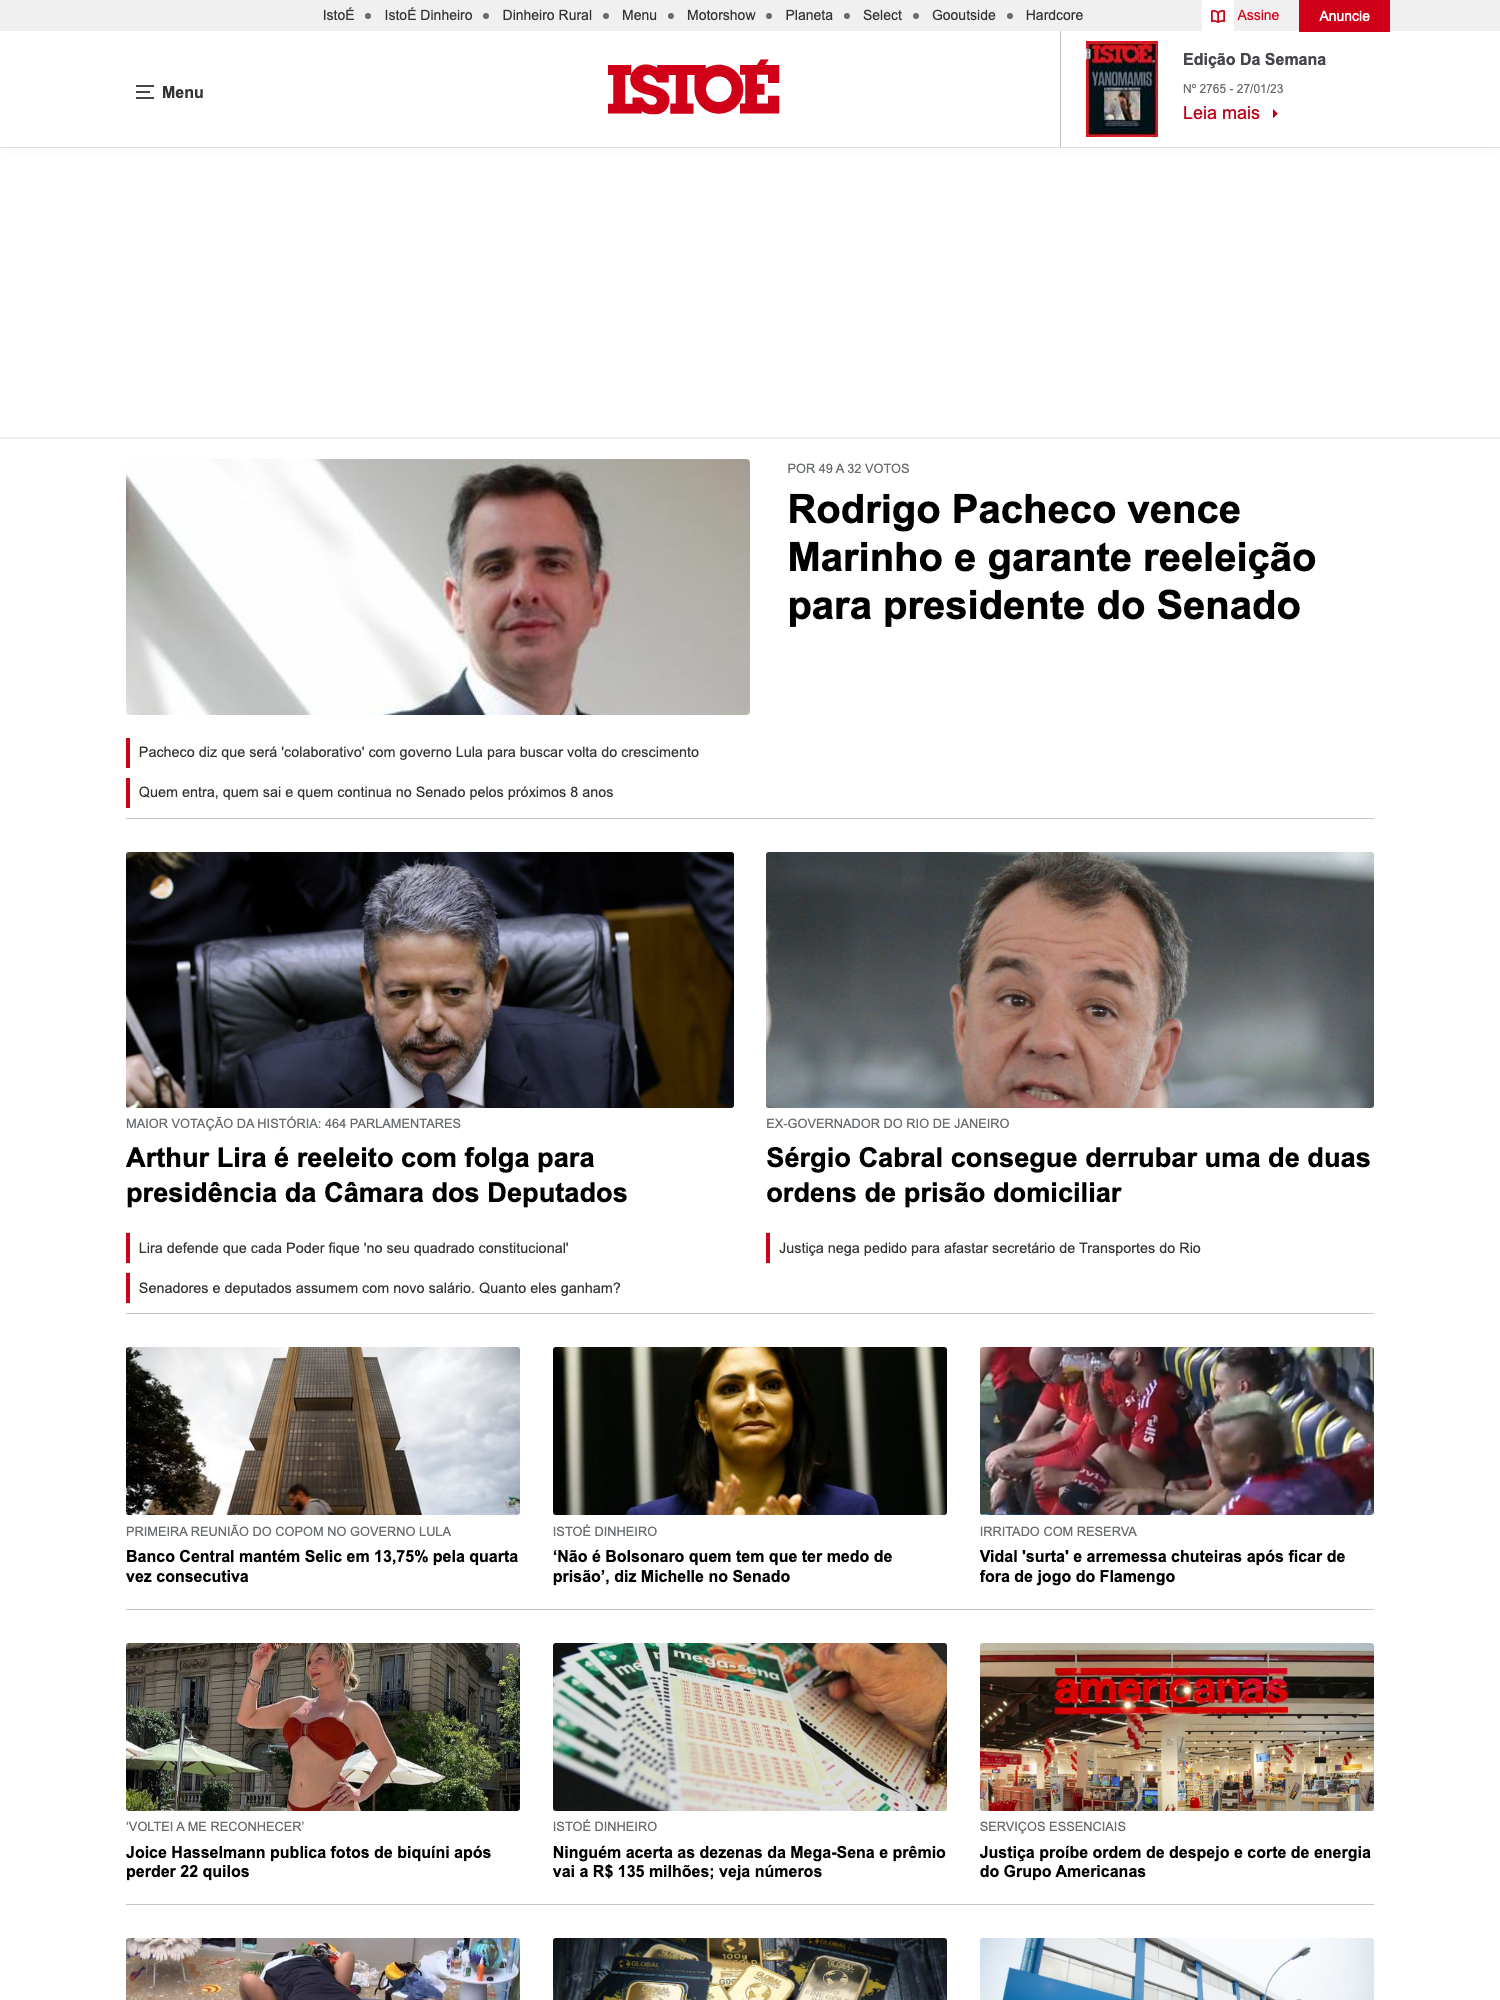 IstoÉ • IstoÉ Dinheiro • Dinheiro Rural • Menu • Motorshow • Planeta • Select • Gooutside • Hardcore
Assine
Anuncie
Menu
ISTOÉ
ISTOÉ
YANOMAMIS
Edição Da Semana
Nº 2765 - 27/01/23
Leia mais
POR 49 A 32 VOTOS
Rodrigo Pacheco vence
Marinho e garante reeleição
para presidente do Senado
Pacheco diz que será 'colaborativo' com governo Lula para buscar volta do crescimento
Quem entra, quem sai e quem continua no Senado pelos próximos 8 anos
MAIOR VOTAÇÃO DA HISTÓRIA: 464 PARLAMENTARES
Arthur Lira é reeleito com folga para
presidência da Câmara dos Deputados
Lira defende que cada Poder fique 'no seu quadrado constitucional'
Senadores e deputados assumem com novo salário. Quanto eles ganham?
EX-GOVERNADOR DO RIO DE JANEIRO
Sérgio Cabral consegue derrubar uma de duas
ordens de prisão domiciliar
Justiça nega pedido para afastar secretário de Transportes do Rio
PRIMEIRA REUNIÃO DO COPOM NO GOVERNO LULA
Banco Central mantém Selic em 13,75% pela quarta
vez consecutiva
ISTOÉ DINHEIRO
‘Não é Bolsonaro quem tem que ter medo de
prisão’, diz Michelle no Senado
Sil
IRRITADO COM RESERVA
Vidal 'surta' e arremessa chuteiras após ficar de
fora de jogo do Flamengo
‘VOLTEI A ME RECONHECER’
Joice Hasselmann publica fotos de biquíni após
perder 22 quilos
mega-sena
ISTOÉ DINHEIRO
Ninguém acerta as dezenas da Mega-Sena e prêmio
vai a R$ 135 milhões; veja números
americanas
SERVIÇOS ESSENCIAIS
Justiça proíbe ordem de despejo e corte de energia
do Grupo Americanas
GLOBAL
100g
GLOBAL